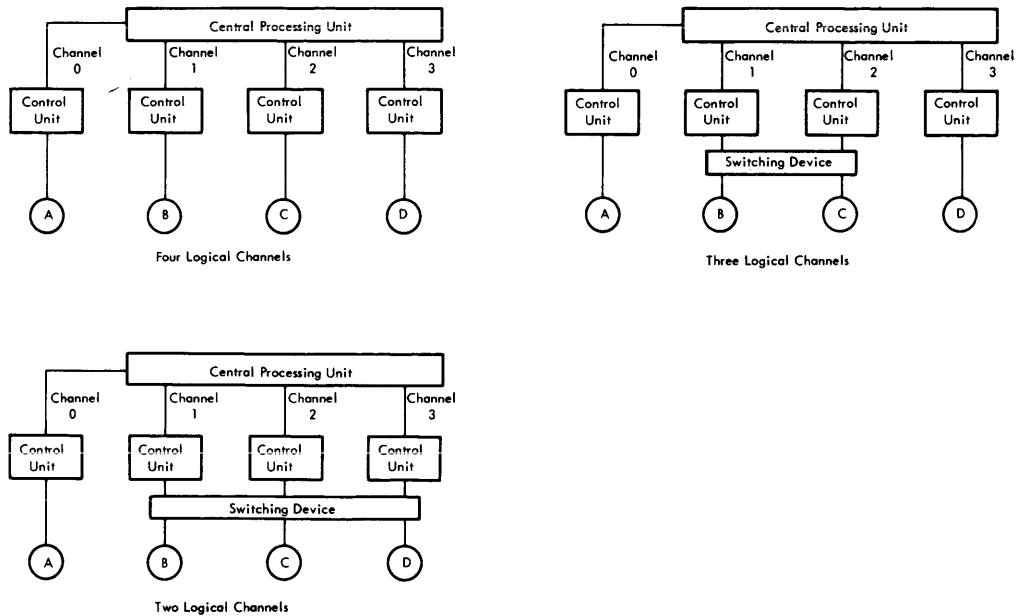 Central Processing Unit
Channel
0
Channel
1
Channel
2
Channel
3
Control
Unit
Control
Unit
Control
Unit
Control
Unit
A
B
C
D
Four Logical Channels
Central Processing Unit
Channel
0
Channel
1
Channel
2
Channel
3
Control
Unit
Control
Unit
Control
Unit
Control
Unit
Switching Device
A
B
C
D
Three Logical Channels
Central Processing Unit
Channel
0
Channel
1
Channel
2
Channel
3
Control
Unit
Control
Unit
Control
Unit
Control
Unit
Switching Device
A
B
C
D
Two Logical Channels